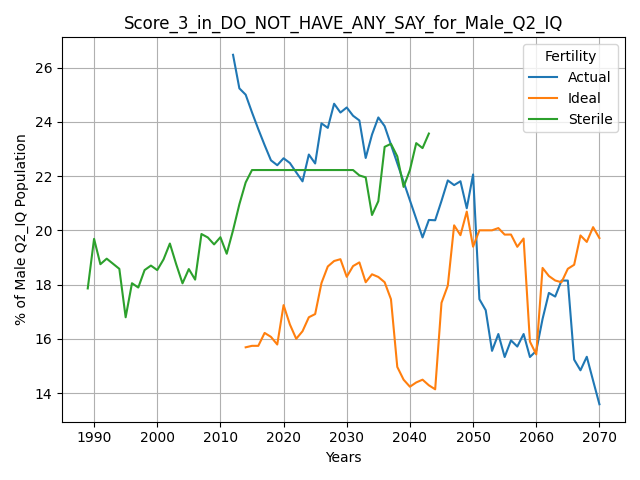 Score_3_in_DO_NOT_HAVE_ANY_SAY_for_Male_Q2_IQ
Fertility
Actual
Ideal
Sterile
% of Male Q2_IQ Population
26
24
22
20
18
16
14
1990
2000
2010
2020
2030
2040
2050
2060
2070
Years